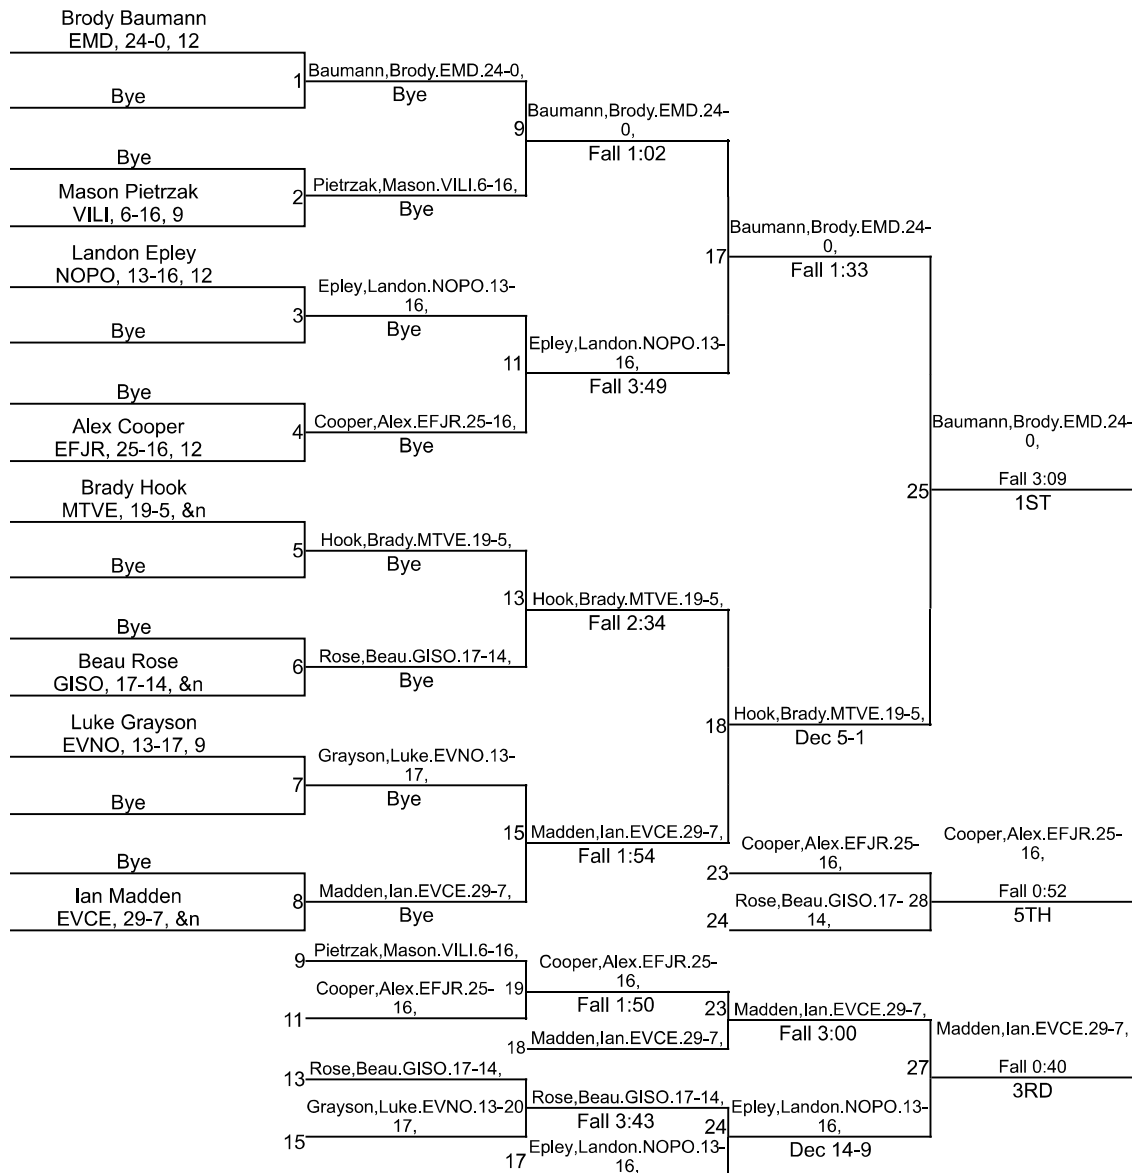 Brody Baumann
EMD, 24-0, 12
1
Baumann,Brody.EMD.24-0,
Bye
Bye
9
Baumann,Brody.EMD.24-
0,
Fall 1:02
Bye
Mason Pietrzak
VILI, 6-16, 9
2
Pietrzak,Mason.VILI.6-16,
Bye
17
Baumann,Brody.EMD.24-
0,
Fall 1:33
Landon Epley
NOPO, 13-16, 12
3
Epley,Landon.NOPO.13-
16,
Bye
Bye
11
Epley,Landon.NOPO.13-
16,
Fall 3:49
Bye
Alex Cooper
EFJR, 25-16, 12
4
Cooper,Alex.EFJR.25-16,
Bye
25
Baumann,Brody.EMD.24-
0,
Fall 3:09
1ST
Brady Hook
MTVE, 19-5, &n
5
Hook,Brady.MTVE.19-5,
Bye
Bye
13
Hook,Brady.MTVE.19-5,
Fall 2:34
Bye
Beau Rose
GISO, 17-14, &n
6
Rose,Beau.GISO.17-14,
Bye
18
Hook,Brady.MTVE.19-5,
Dec 5-1
Luke Grayson
EVNO, 13-17, 9
7
Grayson,Luke.EVNO.13-
17,
Bye
Bye
15
Madden,Ian.EVCE.29-7,
Fall 1:54
Bye
Ian Madden
EVCE, 29-7, &n
8
Madden,Ian.EVCE.29-7,
Bye
23
Cooper,Alex.EFJR.25-
16,
24
Rose,Beau.GISO.17-
14,
28
Cooper,Alex.EFJR.25-
16,
Fall 0:52
5TH
9
Pietrzak,Mason.VILI.6-16,
11
Cooper,Alex.EFJR.25-
16,
19
Cooper,Alex.EFJR.25-
16,
Fall 1:50
18
Madden,Ian.EVCE.29-7,
23
Madden,Ian.EVCE.29-7,
Fall 3:00
27
Madden,Ian.EVCE.29-7,
Fall 0:40
3RD
13
Rose,Beau.GISO.17-14,
15
Grayson,Luke.EVNO.13-
17,
20
Rose,Beau.GISO.17-14,
Fall 3:43
17
Epley,Landon.NOPO.13-
16,
24
Epley,Landon.NOPO.13-
16,
Dec 14-9